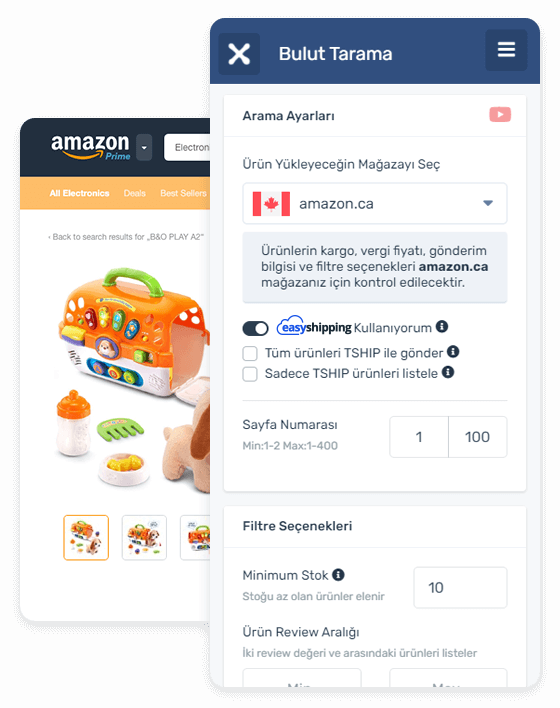 Bulut Tarama
Arama Ayarları
Ürün Yükleyeceğin Mağazayı Seç
amazon.ca
Ürünlerin kargo, vergi fiyatı, gönderim
bilgisi ve filtre seçenekleri amazon.ca
mağazanız için kontrol edilecektir.
easyshipping Kullanıyorum
Tüm ürünleri TSHIP ile gönder
Sadece TSHIP ürünleri listele
Sayfa Numarası
Min:1-2 Max:1-400
1 100
Filtre Seçenekleri
Minimum Stok
Stoğu az olan ürünler elenir
10
Ürün Review Aralığı
İki review değeri ve arasındaki ürünleri listeler
amazon
Prime
Electron
All Electronics Deals Best Sellers
‹ Back to search results for „B&O PLAY A2"